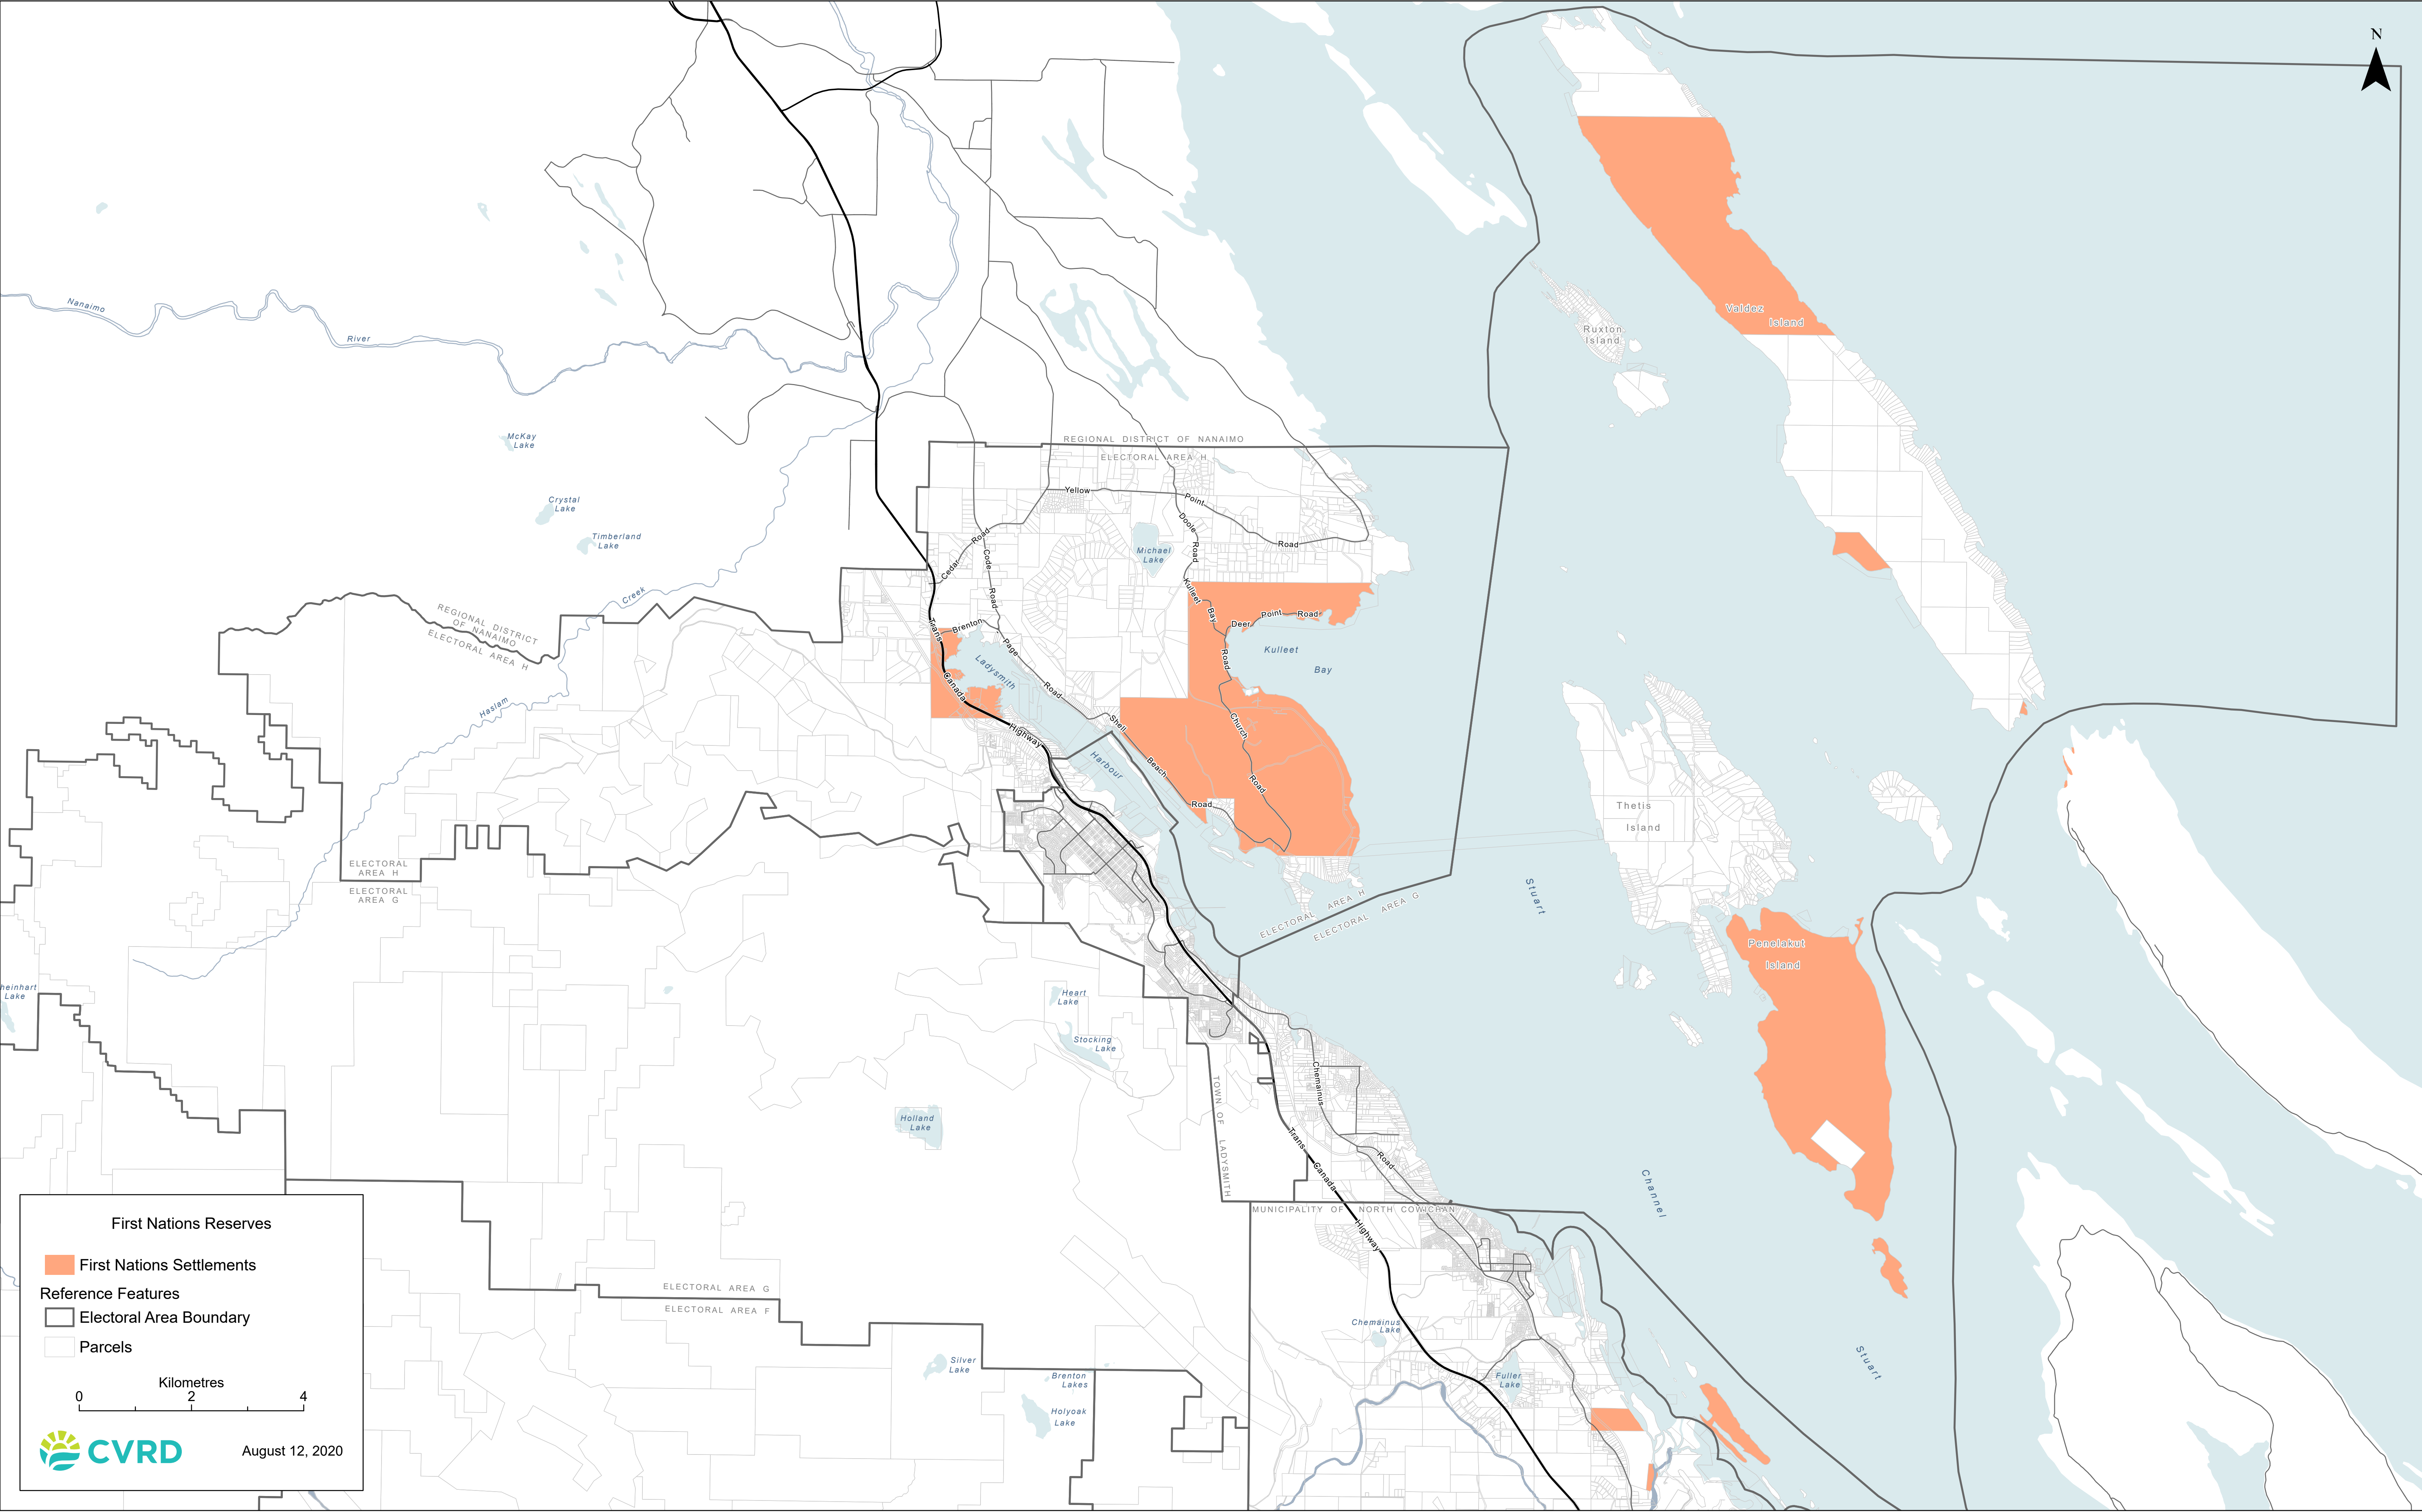 N
Nanaimo
River
Valdez
Island
Ruxton
Island
McKay
Lake
REGIONAL DISTRICT OF NANAIMO
ELECTORAL AREA H
Crystal
Lake
Timberland
Lake
Yellow
Point
Road
Doole
Road
Cedar
Road
Code
Road
Michael
Lake
Creek
Haslam
REGIONAL DISTRICT
OF NANAIMO
ELECTORAL AREA H
Kulleet
Bay
Road
Deer
Point
Road
Kulleet
Bay
Trans
Canada
Highway
Brenton
Page
Road
Ladysmith
Harbour
Shell
Beach
Road
Church
Road
Thetis
Island
ELECTORAL
AREA H
ELECTORAL
AREA G
ELECTORAL AREA H
ELECTORAL AREA G
Stuart
Channel
Penelakut
Island
heinhart
Lake
Heart
Lake
Stocking
Lake
Holland
Lake
TOWN OF LADYSMITH
Chemainus
Road
Trans
Canada
Highway
MUNICIPALITY OF NORTH COWICHAN
ELECTORAL AREA G
ELECTORAL AREA F
Chemainus
Lake
Stuart
Silver
Lake
Brenton
Lakes
Holyoak
Lake
Fuller
Lake
First Nations Reserves
First Nations Settlements
Reference Features
Electoral Area Boundary
Parcels
Kilometres
0 2 4
CVRD
August 12, 2020